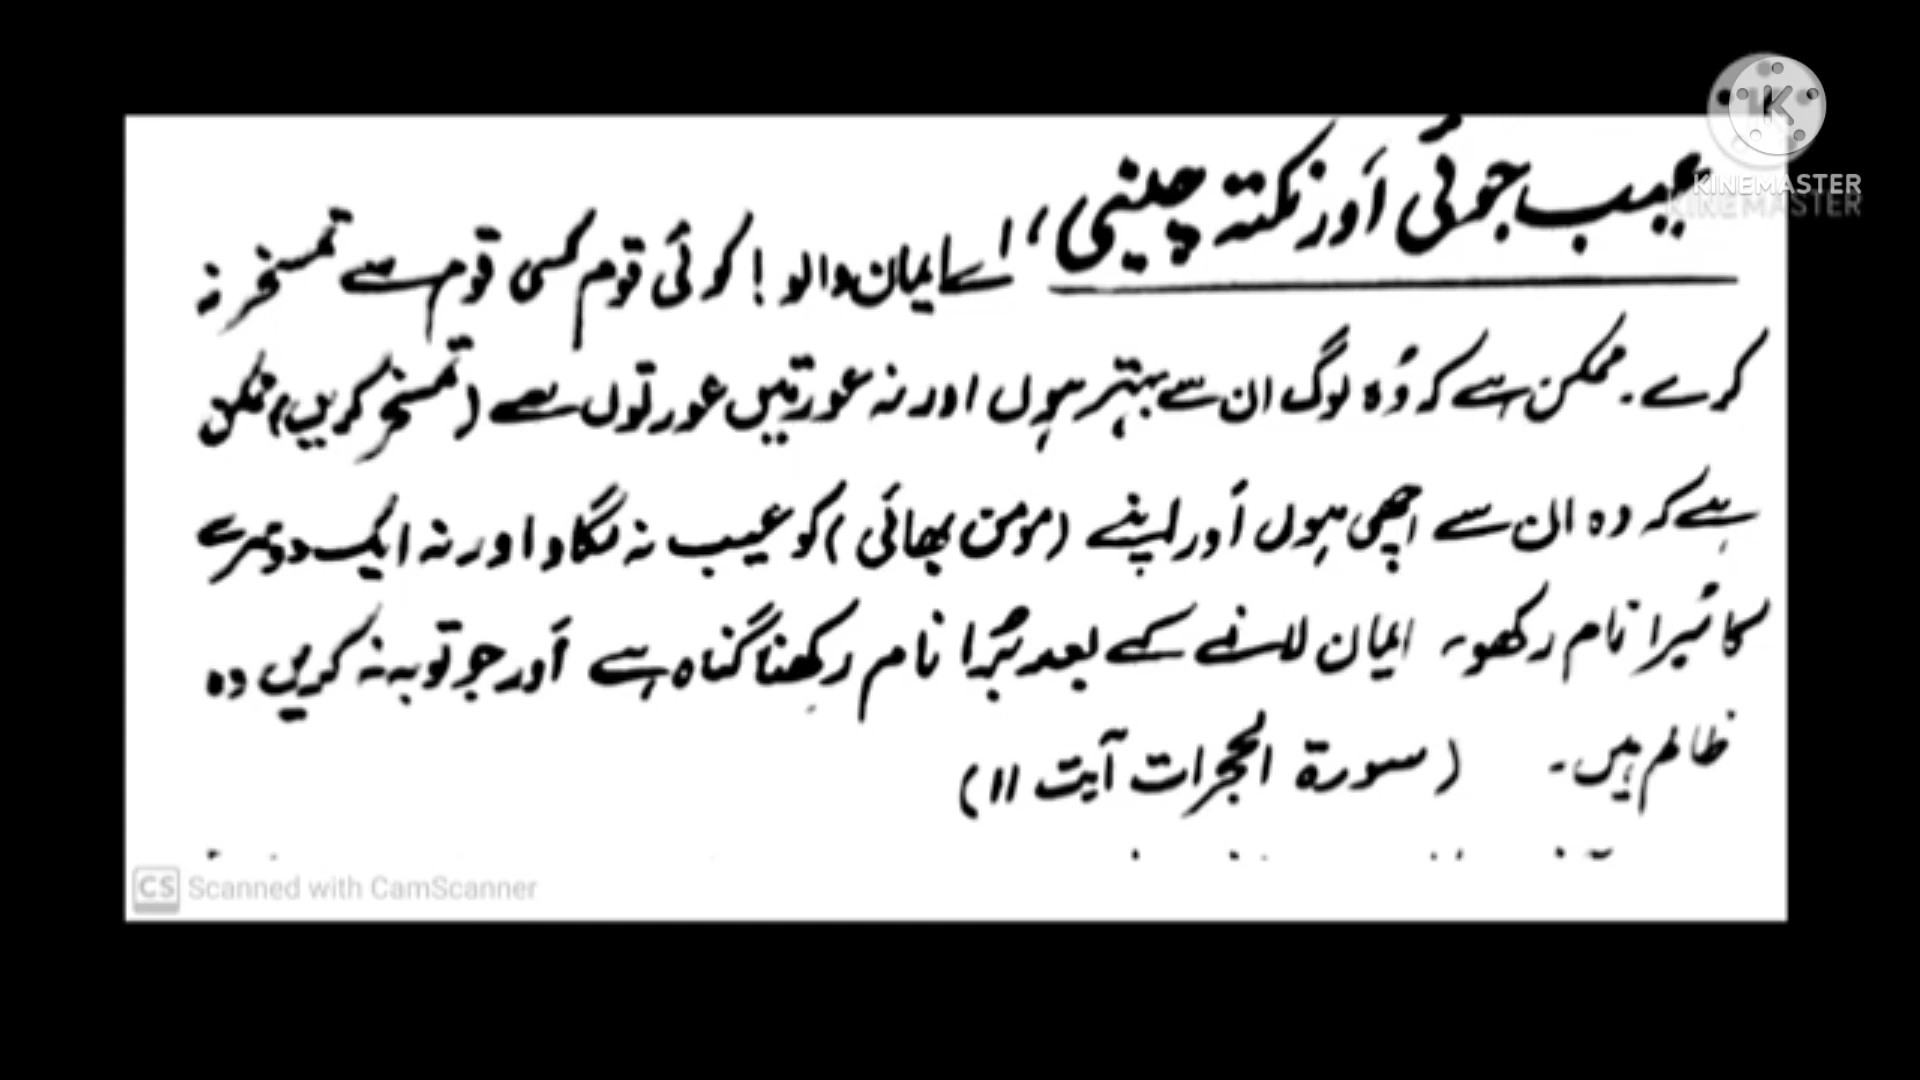 KINEMASTER
عیب جوئی اور نکتہ چینی، اے ایمان والو! کوئی قوم کسی قوم سے تمسخر نہ
کرے۔ ممکن ہے کہ وُہ لوگ ان سے بہتر ہوں اور نہ عورتیں عورتوں سے (تمسخر کریں) ممکن
ہے کہ وہ ان سے اچھی ہوں اَور اپنے (مومن بھائی) کو عیب نہ لگاو اور نہ ایک دوسرے
کا بُرا نام رکھو۔ ایمان لانے کے بعد بُرا نام رکھنا گناہ ہے اَور جو توبہ نہ کریں وہ
ظالم ہیں۔ (سورۃ الحجرات آیت ۱۱)
CS Scanned with CamScanner